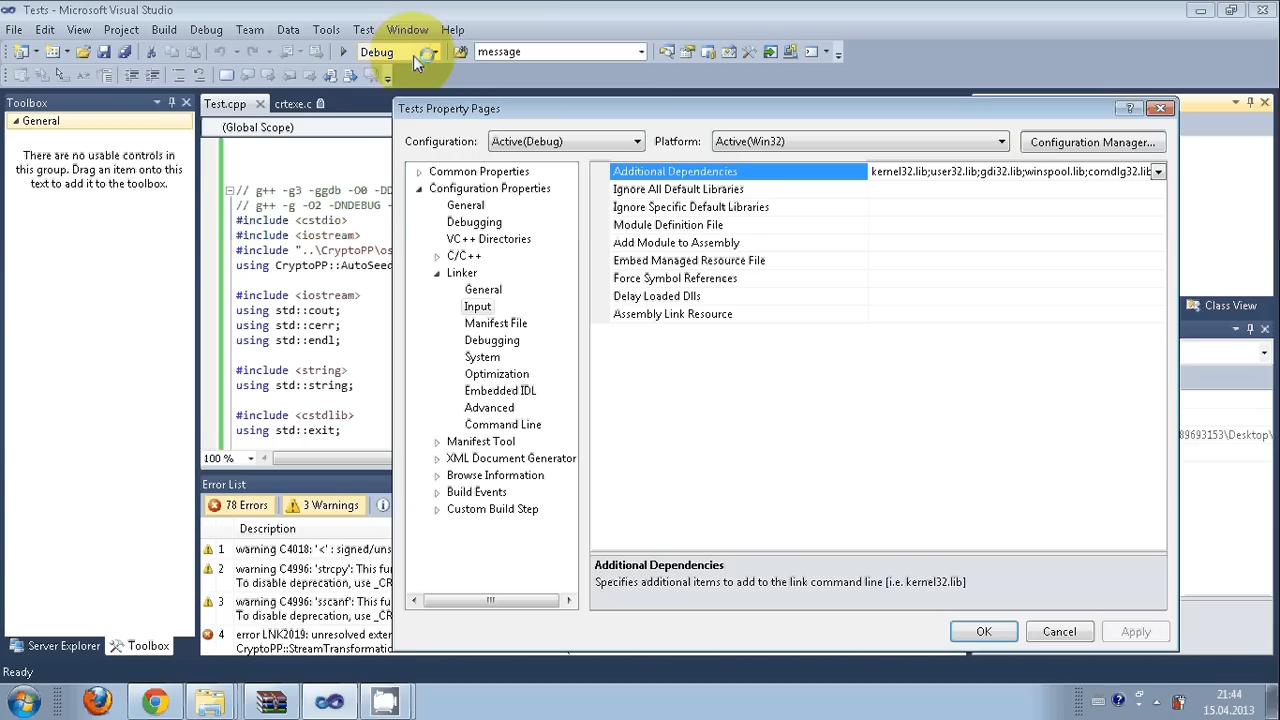 Tests - Microsoft Visual Studio
File Edit View Project Build Debug Team Data Tools Test Window Help
Debug message
Toolbox
General
There are no usable controls in
this group. Drag an item onto this
text to add it to the toolbox.
Server Explorer Toolbox
Ready
Test.cpp crtexe.c
(Global Scope)
// g++ -g3 -ggdb -O0 -DD
// g++ -g -O2 -DNDEBUG -
#include <cstdio>
#include <iostream>
#include "..\CryptoPP\os
using CryptoPP::AutoSeed
#include <iostream>
using std::cout;
using std::cerr;
using std::endl;
#include <string>
using std::string;
#include <cstdlib>
using std::exit;
100 %
Error List
78 Errors 3 Warnings
Description
1 warning C4018: '<' : signed/uns
2 warning C4996: 'strcpy': This fu
To disable deprecation, use _CR
3 warning C4996: 'sscanf': This fu
To disable deprecation, use _CR
4 error LNK2019: unresolved exter
CryptoPP::StreamTransformatio
Tests Property Pages
Configuration: Active(Debug) Platform: Active(Win32) Configuration Manager...
Common Properties
Configuration Properties
General
Debugging
VC++ Directories
C/C++
Linker
General
Input
Manifest File
Debugging
System
Optimization
Embedded IDL
Advanced
Command Line
Manifest Tool
XML Document Generator
Browse Information
Build Events
Custom Build Step
Additional Dependencies kernel32.lib;user32.lib;gdi32.lib;winspool.lib;comdlg32.lib
Ignore All Default Libraries
Ignore Specific Default Libraries
Module Definition File
Add Module to Assembly
Embed Managed Resource File
Force Symbol References
Delay Loaded Dlls
Assembly Link Resource
Additional Dependencies
Specifies additional items to add to the link command line [i.e. kernel32.lib]
OK Cancel Apply
Class View
89693153\Desktop\
21:44
15.04.2013